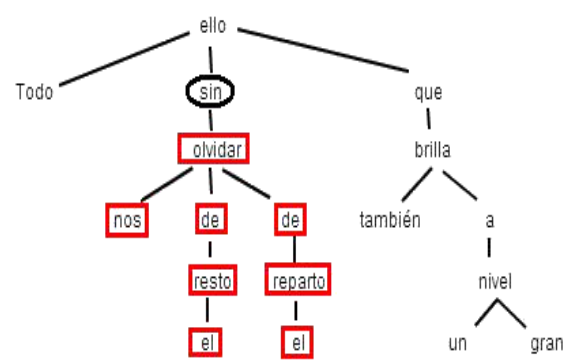 ello
Todo sin que
olvidar brilla
nos de de también a
resto reparto nivel
el el un gran